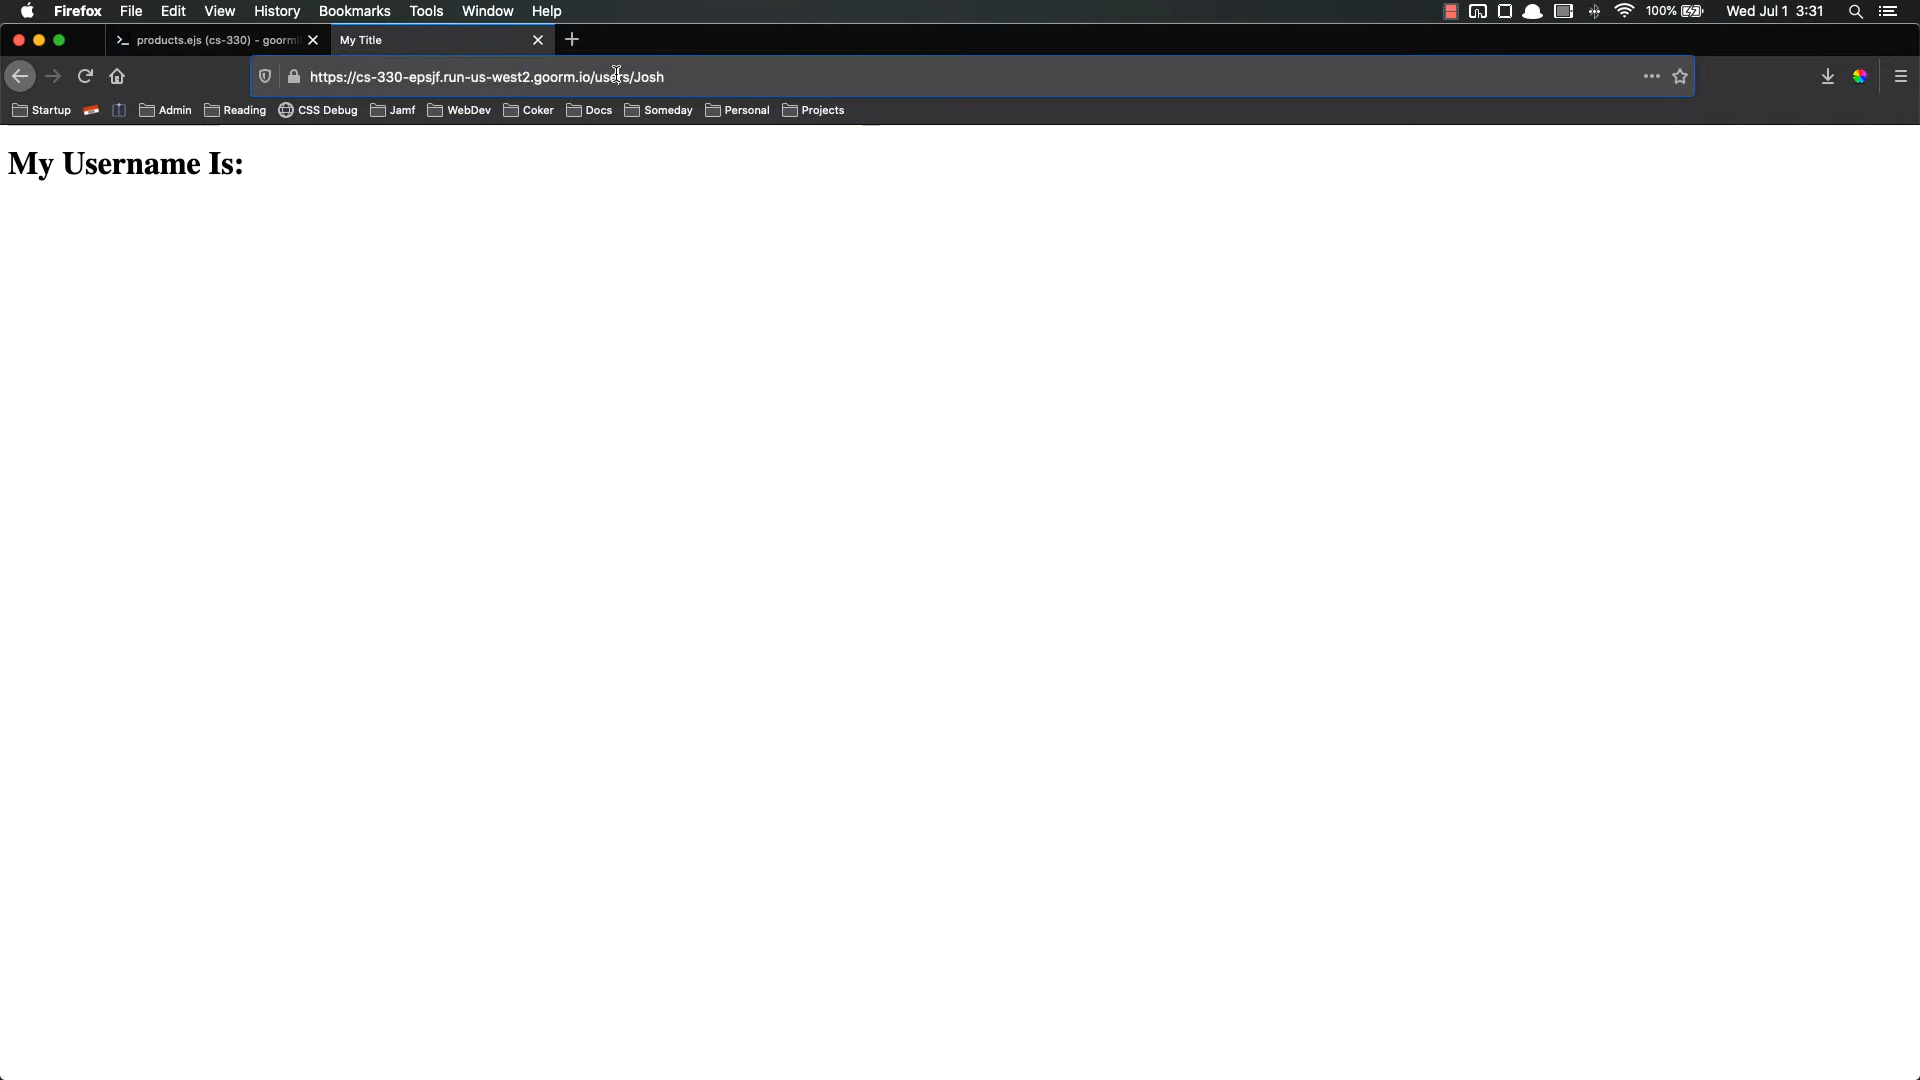 Firefox File Edit View History Bookmarks Tools Window Help 100% Wed Jul 1 3:31
products.ejs (cs-330) - goorm My Title
https://cs-330-epsjf.run-us-west2.goorm.io/users/Josh
Startup Admin Reading CSS Debug Jamf WebDev Coker Docs Someday Personal Projects
My Username Is: